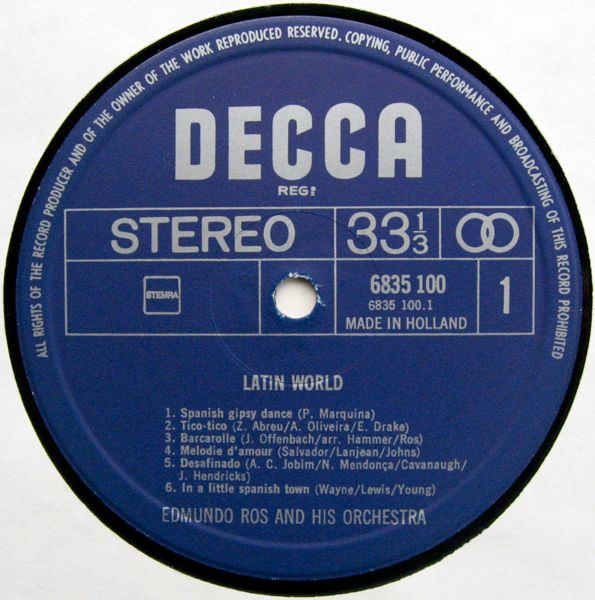 ALL RIGHTS OF THE RECORD PRODUCER AND OF THE OWNER OF THE WORK REPRODUCED RESERVED. COPYING, PUBLIC PERFORMANCE AND BROADCASTING OF THIS RECORD PROHIBITED
DECCA
REGD
STEREO 33⅓
STEMRA
6835 100
6835 100.1
MADE IN HOLLAND
1
LATIN WORLD
1. Spanish gipsy dance (P. Marquina)
2. Tico-tico (Z. Abreu/A. Oliveira/E. Drake)
3. Barcarolle (J. Offenbach/arr. Hammer/Ros)
4. Melodie d'amour (Salvador/Lanjean/Johns)
5. Desafinado (A. C. Jobim/N. Mendonça/Cavanaugh/
J. Hendricks)
6. In a little spanish town (Wayne/Lewis/Young)
EDMUNDO ROS AND HIS ORCHESTRA